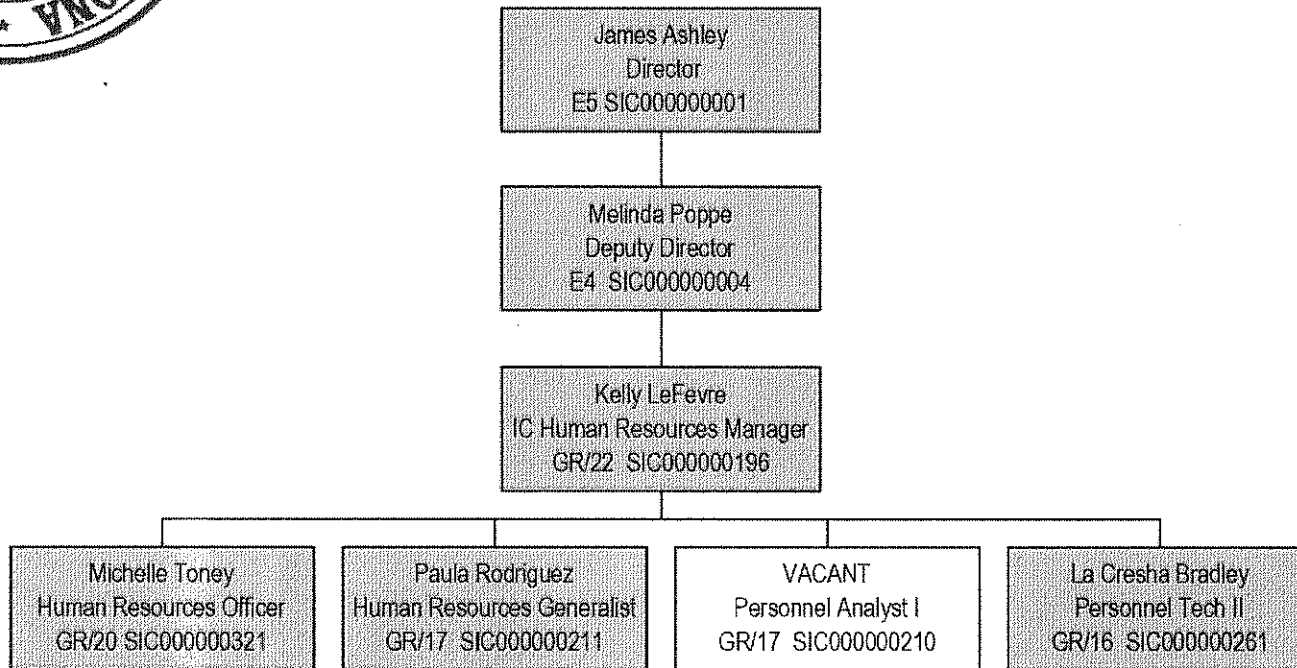 James Ashley
Director
E5 SIC000000001
Melinda Poppe
Deputy Director
E4 SIC000000004
Kelly LeFevre
IC Human Resources Manager
GR/22 SIC000000196
Michelle Toney
Human Resources Officer
GR/20 SIC000000321
Paula Rodriguez
Human Resources Generalist
GR/17 SIC000000211
VACANT
Personnel Analyst I
GR/17 SIC000000210
La Cresha Bradley
Personnel Tech II
GR/16 SIC000000261